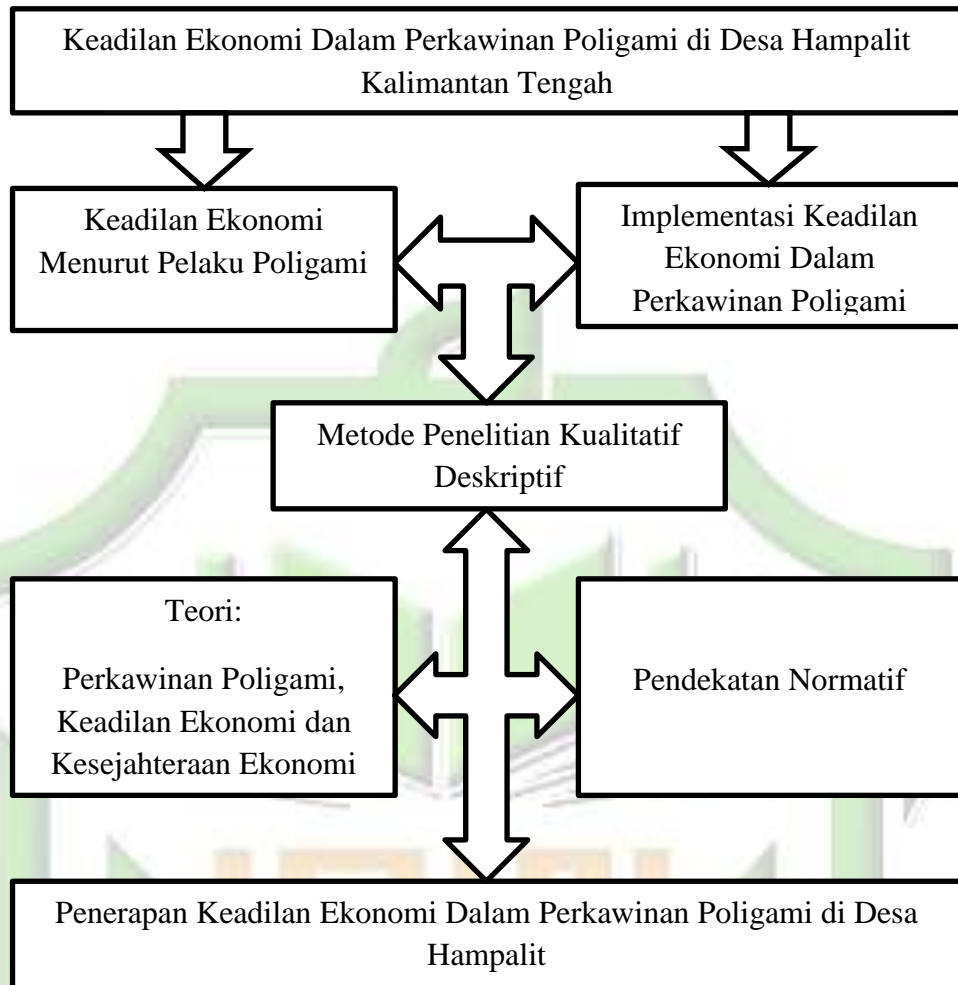 Keadilan Ekonomi Dalam Perkawinan Poligami di Desa Hampalit
Kalimantan Tengah
Keadilan Ekonomi
Menurut Pelaku Poligami
Implementasi Keadilan
Ekonomi Dalam
Perkawinan Poligami
Metode Penelitian Kualitatif
Deskriptif
Teori:
Perkawinan Poligami,
Keadilan Ekonomi dan
Kesejahteraan Ekonomi
Pendekatan Normatif
Penerapan Keadilan Ekonomi Dalam Perkawinan Poligami di Desa
Hampalit